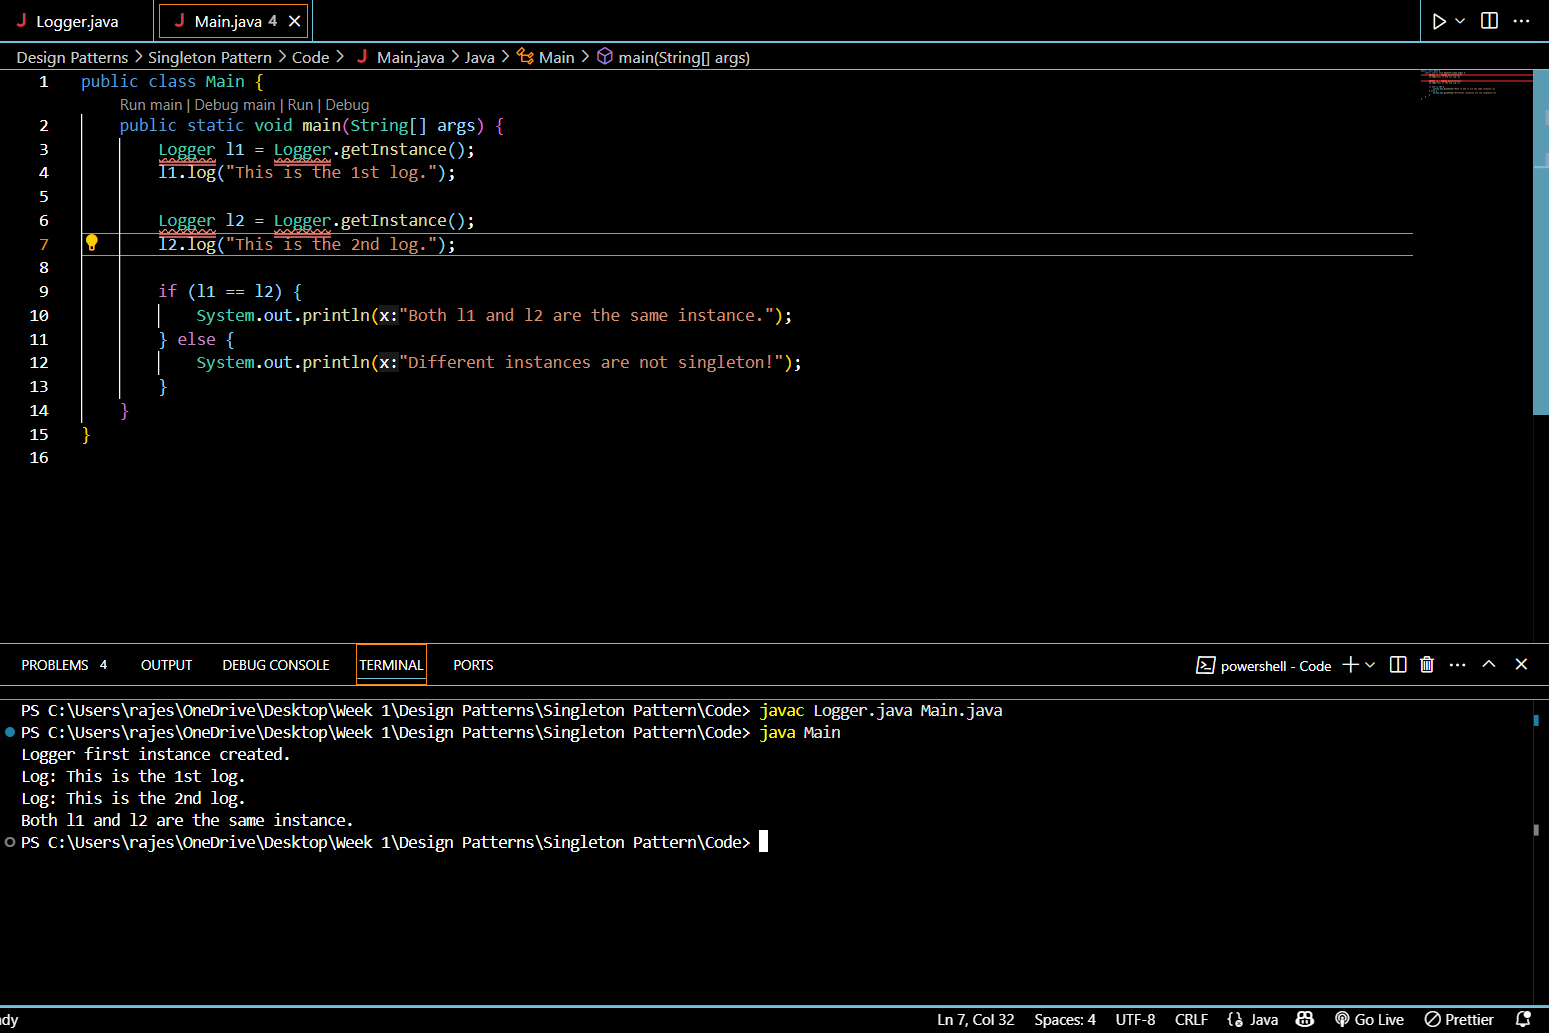 Logger.java Main.java 4
Design Patterns > Singleton Pattern > Code > Main.java > Java > Main > main(String[] args)
1 public class Main {
Run main | Debug main | Run | Debug
2 public static void main(String[] args) {
3 Logger l1 = Logger.getInstance();
4 l1.log("This is the 1st log.");
5
6 Logger l2 = Logger.getInstance();
7 l2.log("This is the 2nd log.");
8
9 if (l1 == l2) {
10 System.out.println(x:"Both l1 and l2 are the same instance.");
11 } else {
12 System.out.println(x:"Different instances are not singleton!");
13 }
14 }
15 }
16
PROBLEMS 4 OUTPUT DEBUG CONSOLE TERMINAL PORTS powershell - Code
PS C:\Users\rajes\OneDrive\Desktop\Week 1\Design Patterns\Singleton Pattern\Code> javac Logger.java Main.java
PS C:\Users\rajes\OneDrive\Desktop\Week 1\Design Patterns\Singleton Pattern\Code> java Main
Logger first instance created.
Log: This is the 1st log.
Log: This is the 2nd log.
Both l1 and l2 are the same instance.
PS C:\Users\rajes\OneDrive\Desktop\Week 1\Design Patterns\Singleton Pattern\Code>
dy Ln 7, Col 32 Spaces: 4 UTF-8 CRLF {} Java Go Live Prettier